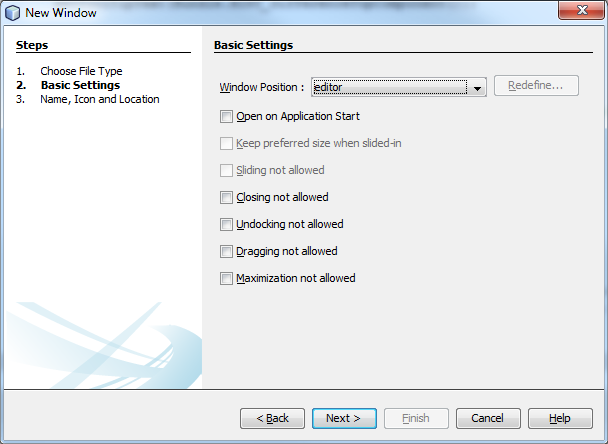 New Window
Steps
1. Choose File Type
2. Basic Settings
3. Name, Icon and Location
Basic Settings
Window Position : editor Redefine...
Open on Application Start
Keep preferred size when slided-in
Sliding not allowed
Closing not allowed
Undocking not allowed
Dragging not allowed
Maximization not allowed
< Back Next > Finish Cancel Help